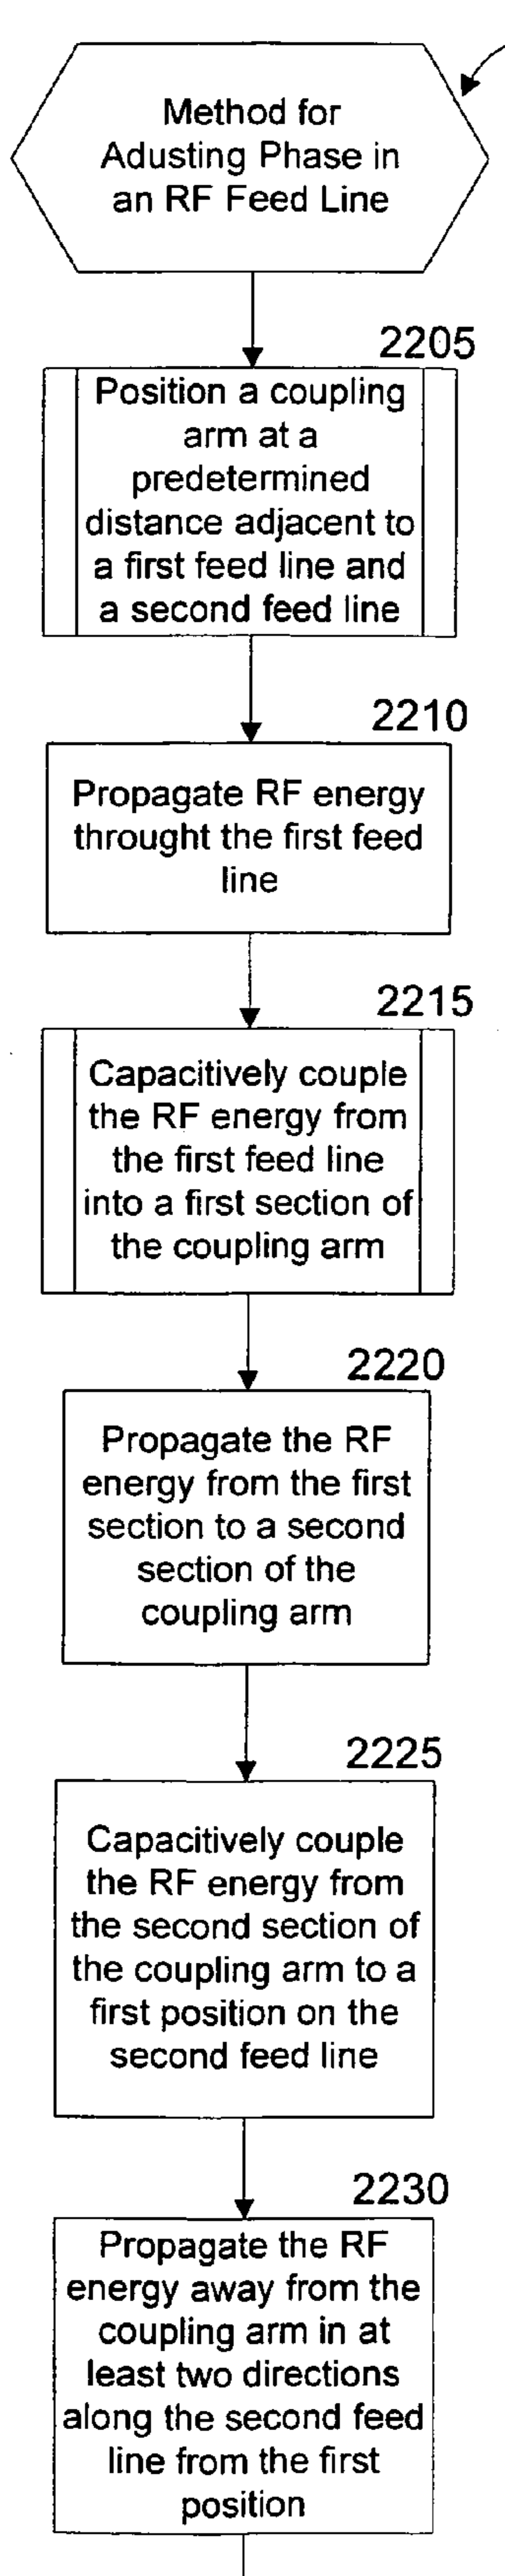 Method for
Adusting Phase in
an RF Feed Line
2205
Position a coupling
arm at a
predetermined
distance adjacent to
a first feed line and
a second feed line
2210
Propagate RF energy
throught the first feed
line
2215
Capacitively couple
the RF energy from
the first feed line
into a first section of
the coupling arm
2220
Propagate the RF
energy from the first
section to a second
section of the
coupling arm
2225
Capacitively couple
the RF energy from
the second section of
the coupling arm to a
first position on the
second feed line
2230
Propagate the RF
energy away from the
coupling arm in at
least two directions
along the second feed
line from the first
position